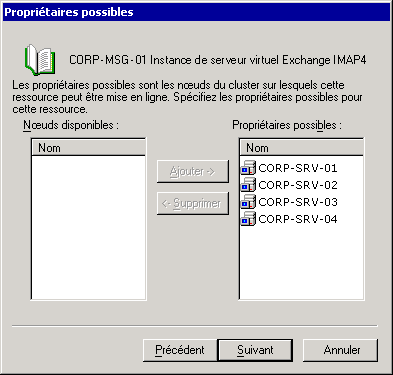 Propriétaires possibles
CORP-MSG-01 Instance de serveur virtuel Exchange IMAP4
Les propriétaires possibles sont les nœuds du cluster sur lesquels cette
ressource peut être mise en ligne. Spécifiez les propriétaires possibles pour
cette ressource.
Nœuds disponibles :
Propriétaires possibles :
Nom
Nom
Ajouter ->
<- Supprimer
CORP-SRV-01
CORP-SRV-02
CORP-SRV-03
CORP-SRV-04
Précédent
Suivant
Annuler